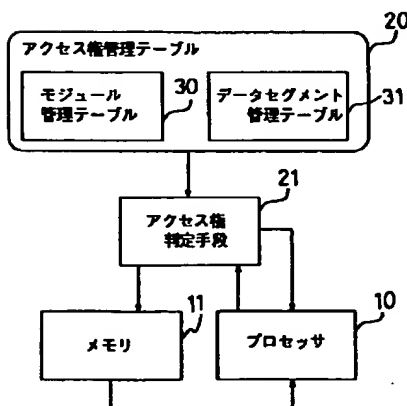 20
アクセス権管理テーブル
モジュール
管理テーブル
30
データセグメント
管理テーブル
31
21
アクセス権
判定手段
11
メモリ
10
プロセッサ